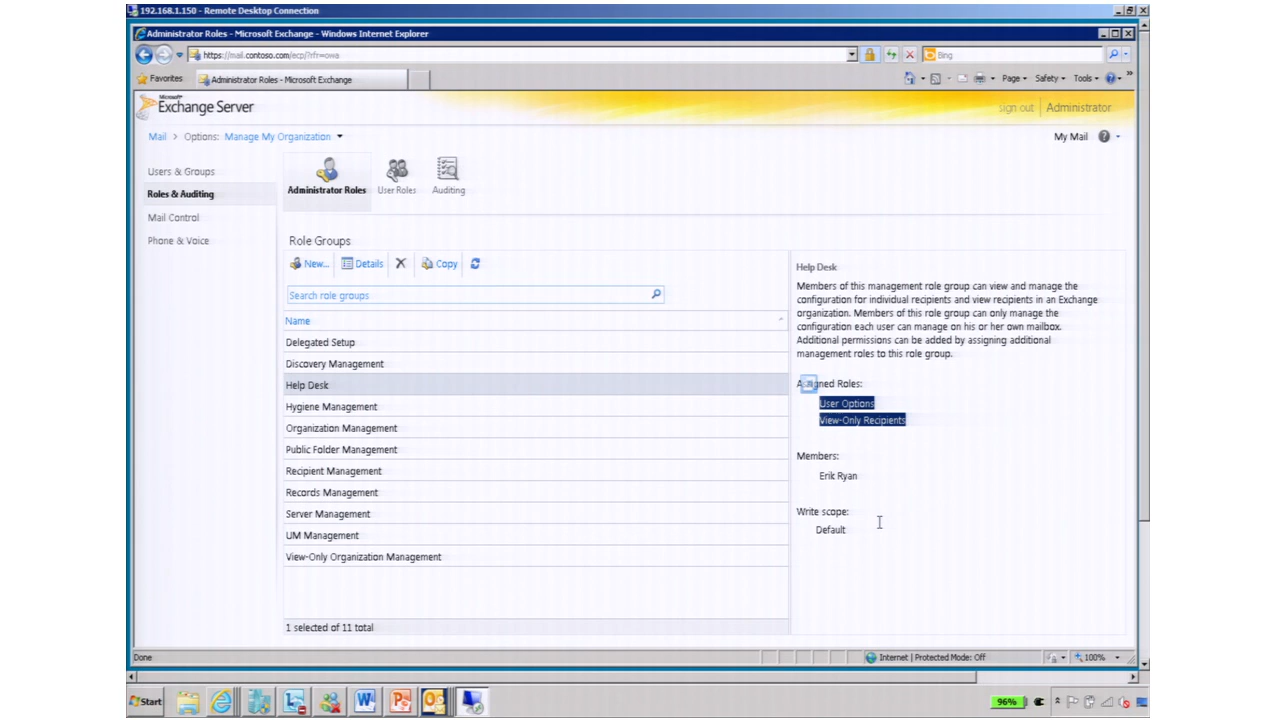 192.168.1.150 - Remote Desktop Connection
Administrator Roles - Microsoft Exchange - Windows Internet Explorer
https://mail.contoso.com/ecp/?rfr=owa
Bing
Favorites
Administrator Roles - Microsoft Exchange
Page
Safety
Tools
Microsoft
Exchange Server
sign out
Administrator
Mail > Options: Manage My Organization
My Mail
Users & Groups
Roles & Auditing
Mail Control
Phone & Voice
Administrator Roles
User Roles
Auditing
Role Groups
New...
Details
Copy
Search role groups
Name
Delegated Setup
Discovery Management
Help Desk
Hygiene Management
Organization Management
Public Folder Management
Recipient Management
Records Management
Server Management
UM Management
View-Only Organization Management
1 selected of 11 total
Help Desk
Members of this management role group can view and manage the
configuration for individual recipients and view recipients in an Exchange
organization. Members of this role group can only manage the
configuration each user can manage on his or her own mailbox.
Additional permissions can be added by assigning additional
management roles to this role group.
Assigned Roles:
User Options
View-Only Recipients
Members:
Erik Ryan
Write scope:
Default
Done
Internet | Protected Mode: Off
100%
Start
96%